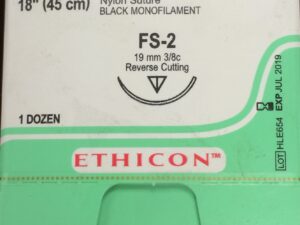 18" (45 cm)
Nylon Suture
BLACK MONOFILAMENT
FS-2
19 mm 3/8c
Reverse Cutting
1 DOZEN
EXP JUL 2019
LOT HLE654
ETHICON™